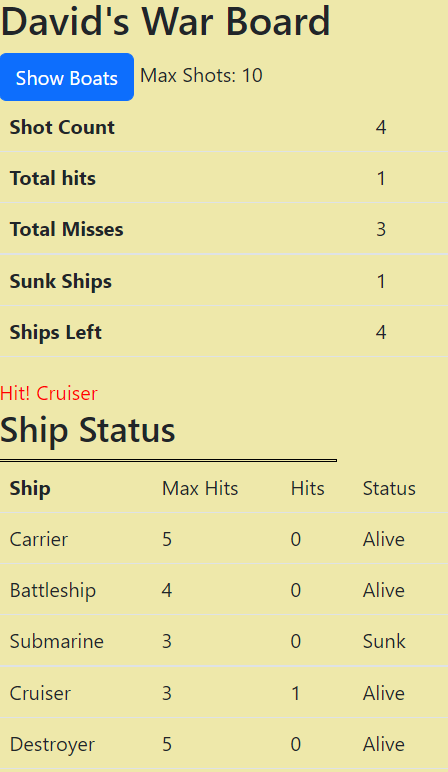 David's War Board
Show Boats Max Shots: 10
Shot Count 4
Total hits 1
Total Misses 3
Sunk Ships 1
Ships Left 4
Hit! Cruiser
Ship Status
Ship Max Hits Hits Status
Carrier 5 0 Alive
Battleship 4 0 Alive
Submarine 3 0 Sunk
Cruiser 3 1 Alive
Destroyer 5 0 Alive